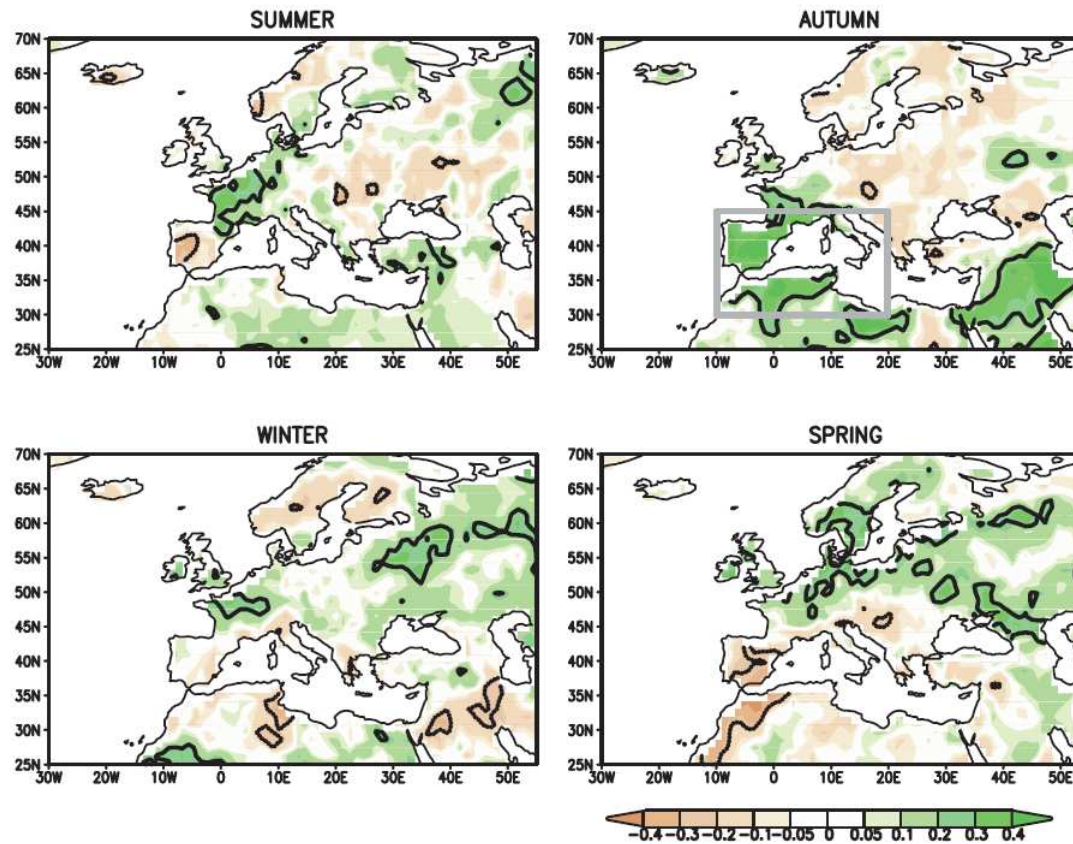 SUMMER
70N
65N
60N
55N
50N
45N
40N
35N
30N
25N
30W 20W 10W 0 10E 20E 30E 40E 50E
AUTUMN
70N
65N
60N
55N
50N
45N
40N
35N
30N
25N
30W 20W 10W 0 10E 20E 30E 40E 50E
WINTER
70N
65N
60N
55N
50N
45N
40N
35N
30N
25N
30W 20W 10W 0 10E 20E 30E 40E 50E
SPRING
70N
65N
60N
55N
50N
45N
40N
35N
30N
25N
30W 20W 10W 0 10E 20E 30E 40E 50E
-0.4 -0.3 -0.2 -0.1 -0.05 0 0.05 0.1 0.2 0.3 0.4